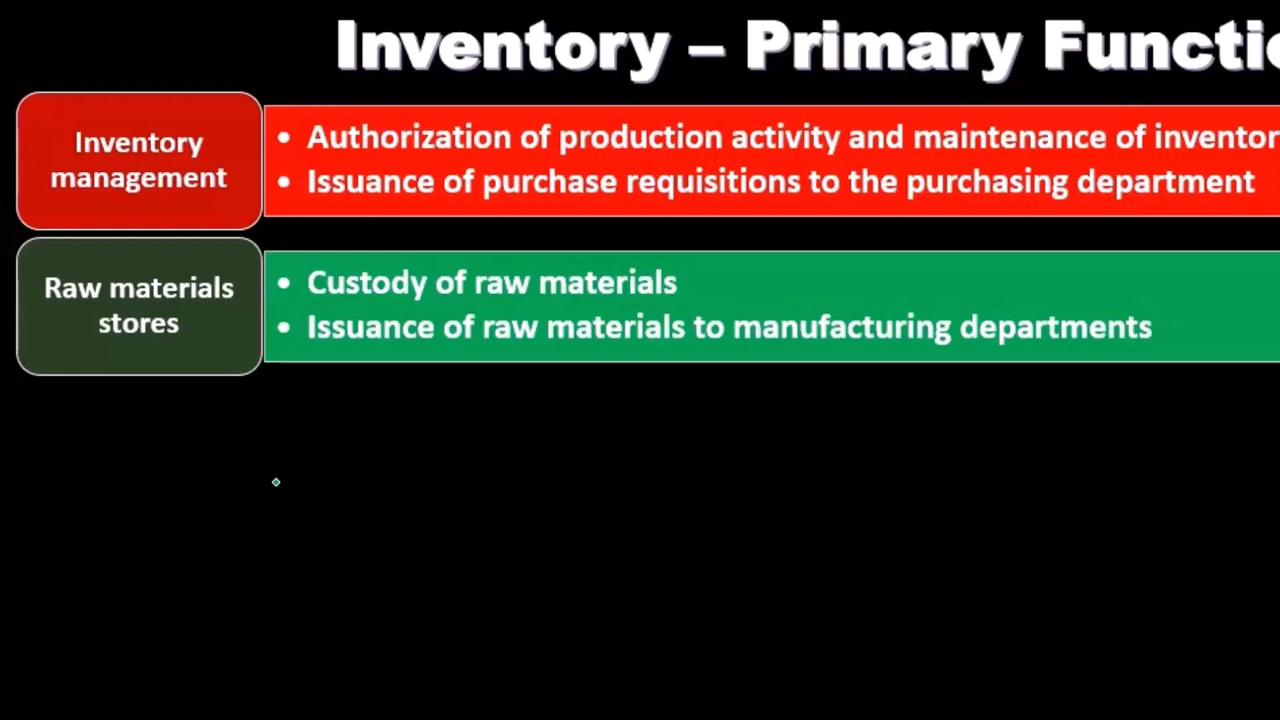 Inventory – Primary Functio
Inventory
management
• Authorization of production activity and maintenance of inventor
• Issuance of purchase requisitions to the purchasing department
Raw materials
stores
• Custody of raw materials
• Issuance of raw materials to manufacturing departments